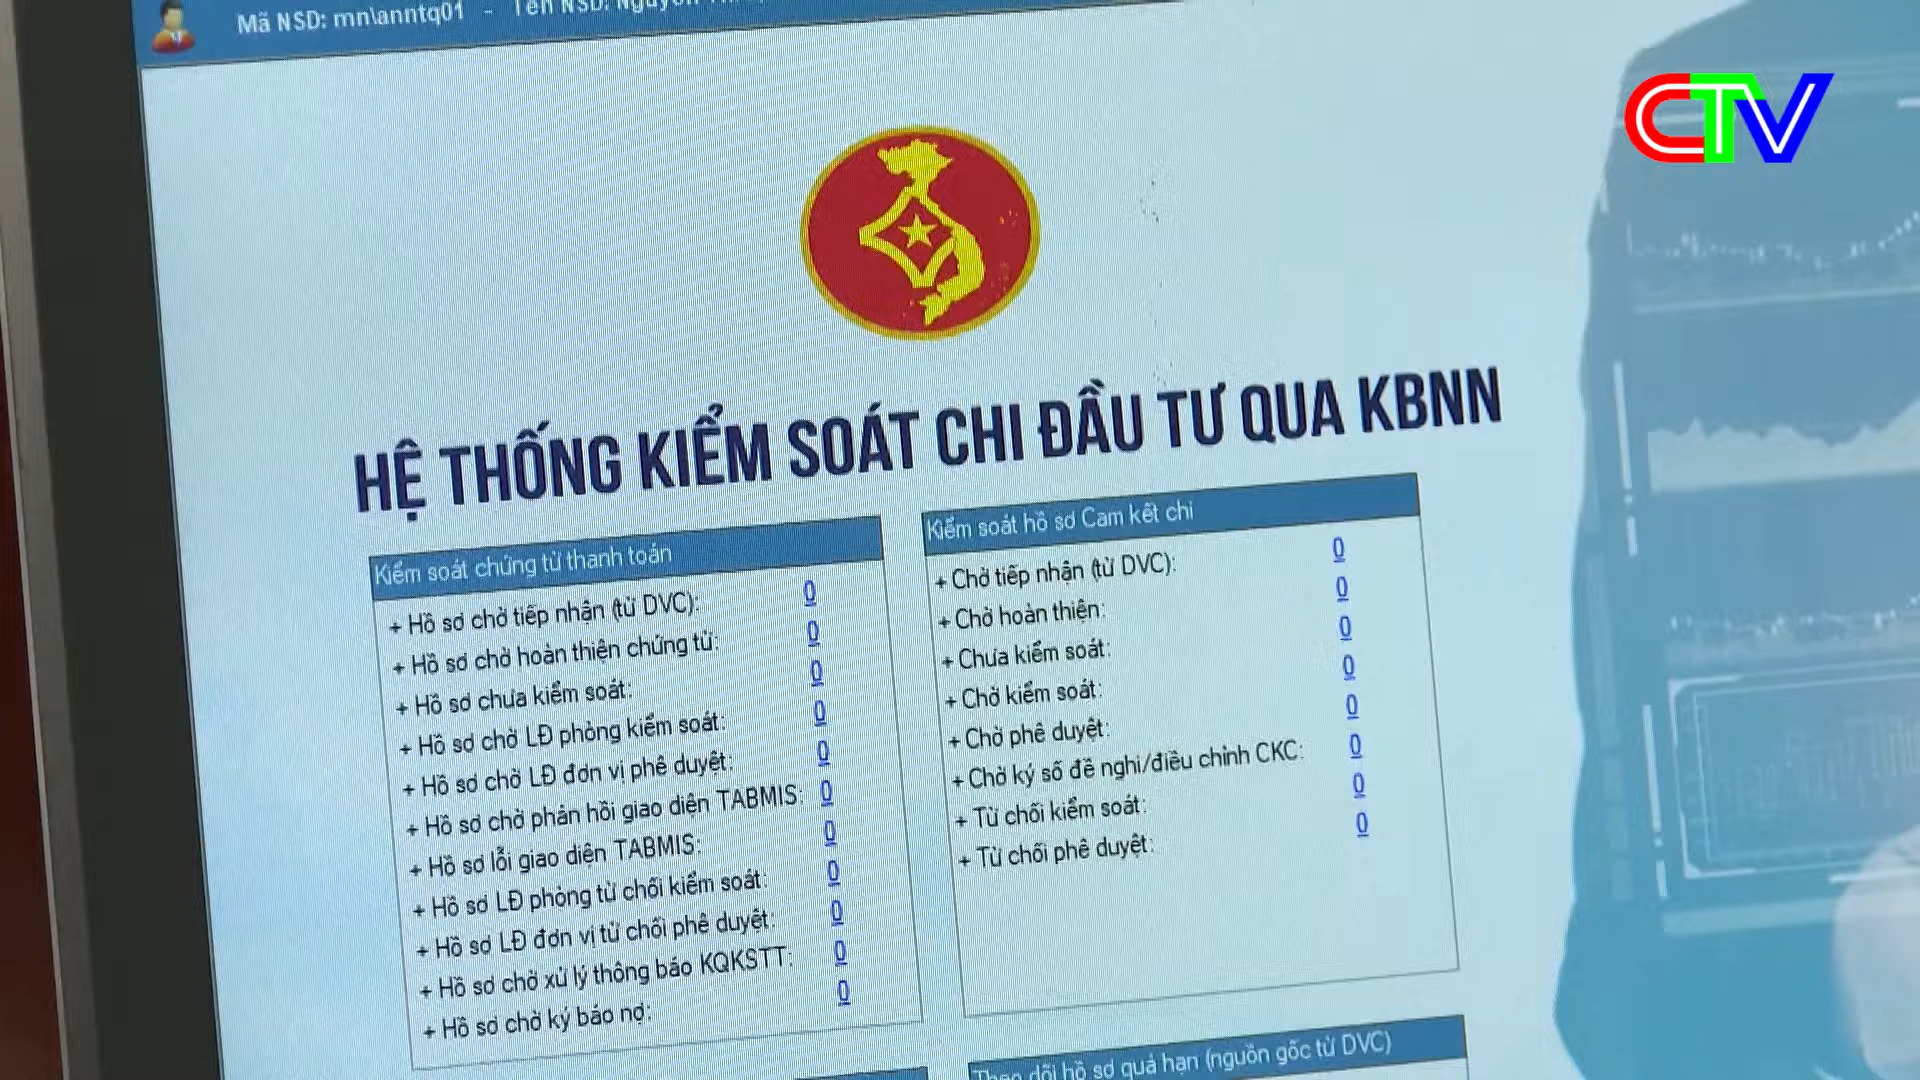 Mã NSD: mn\anntq01 - Tên NSD:
CTV
HỆ THỐNG KIỂM SOÁT CHI ĐẦU TƯ QUA KBNN
Kiểm soát chứng từ thanh toán
+ Hồ sơ chờ tiếp nhận (từ DVC): 0
+ Hồ sơ chờ hoàn thiện chứng từ: 0
+ Hồ sơ chưa kiểm soát: 0
+ Hồ sơ chờ LĐ phòng kiểm soát: 0
+ Hồ sơ chờ LĐ đơn vị phê duyệt: 0
+ Hồ sơ chờ phản hồi giao diện TABMIS: 0
+ Hồ sơ lỗi giao diện TABMIS: 0
+ Hồ sơ LĐ phòng từ chối kiểm soát: 0
+ Hồ sơ LĐ đơn vị từ chối phê duyệt: 0
+ Hồ sơ chờ xử lý thông báo KQKSTT: 0
+ Hồ sơ chờ ký báo nợ: 0
Kiểm soát hồ sơ Cam kết chi
+ Chờ tiếp nhận (từ DVC): 0
+ Chờ hoàn thiện: 0
+ Chưa kiểm soát: 0
+ Chờ kiểm soát: 0
+ Chờ phê duyệt: 0
+ Chờ ký số đề nghị/điều chỉnh CKC: 0
+ Từ chối kiểm soát: 0
+ Từ chối phê duyệt: 0
Theo dõi hồ sơ quá hạn (nguồn gốc từ DVC)